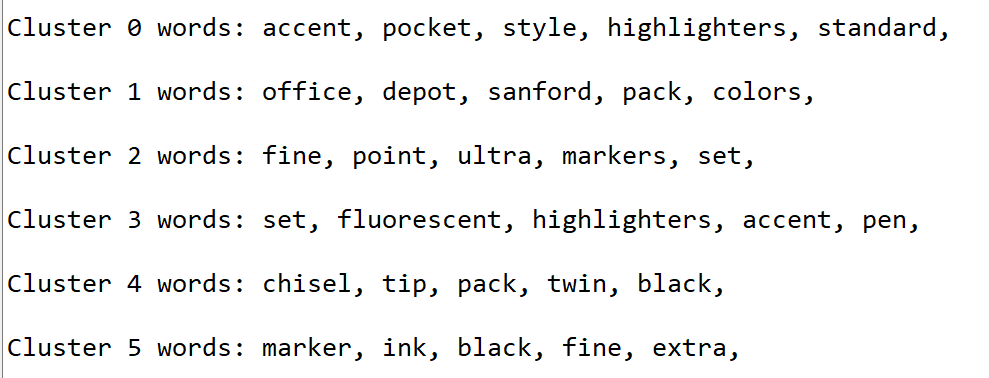 Cluster 0 words: accent, pocket, style, highlighters, standard,
Cluster 1 words: office, depot, sanford, pack, colors,
Cluster 2 words: fine, point, ultra, markers, set,
Cluster 3 words: set, fluorescent, highlighters, accent, pen,
Cluster 4 words: chisel, tip, pack, twin, black,
Cluster 5 words: marker, ink, black, fine, extra,